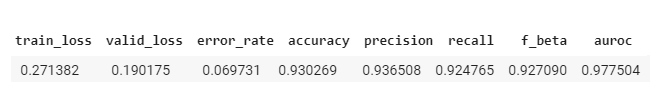 train_loss valid_loss error_rate accuracy precision recall f_beta auroc
0.271382 0.190175 0.069731 0.930269 0.936508 0.924765 0.927090 0.977504